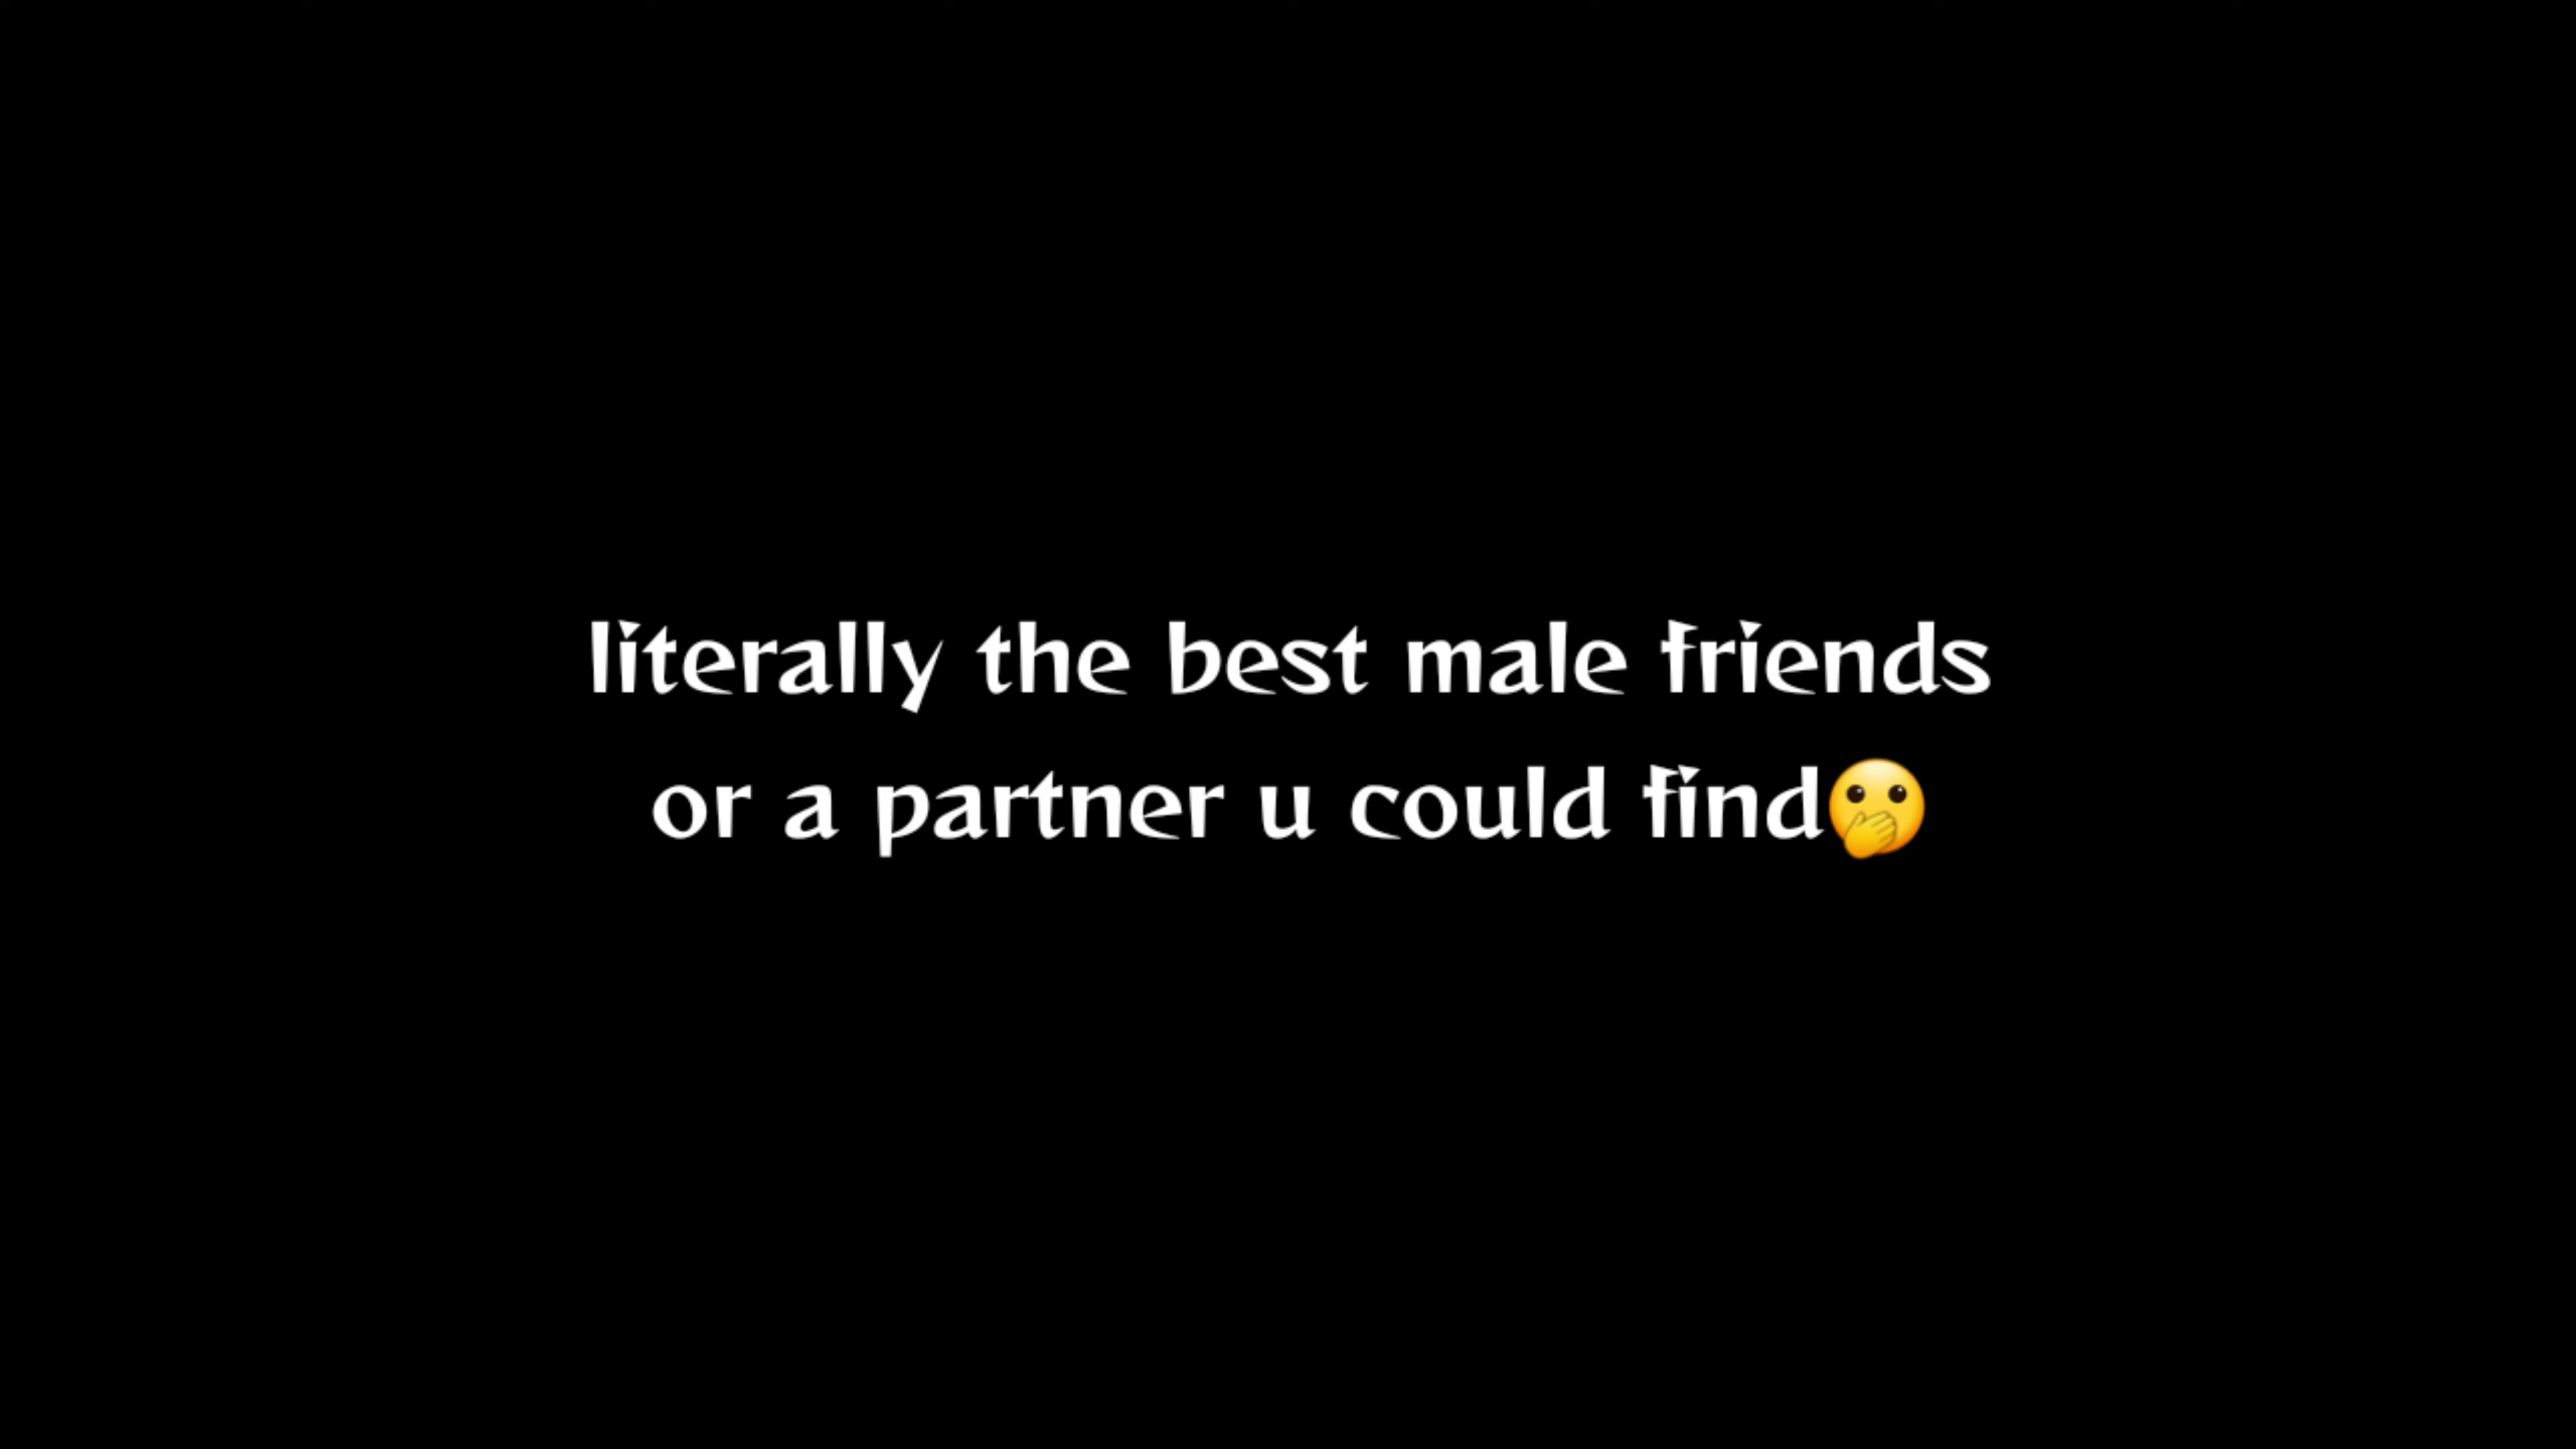 literally the best male friends
or a partner u could find🫢